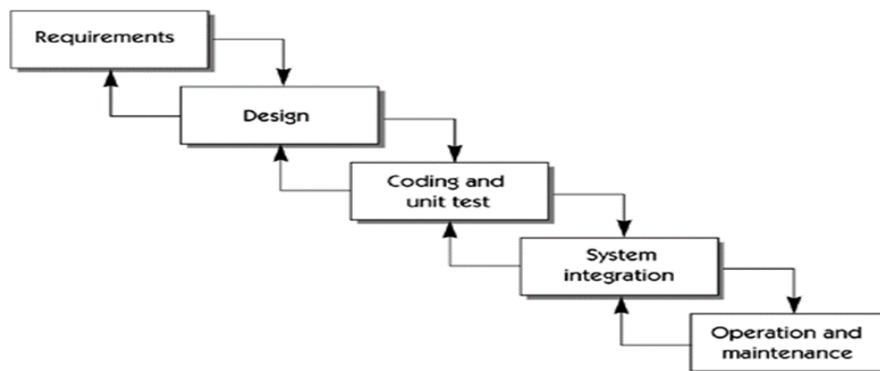 Requirements
Design
Coding and
unit test
System
integration
Operation and
maintenance